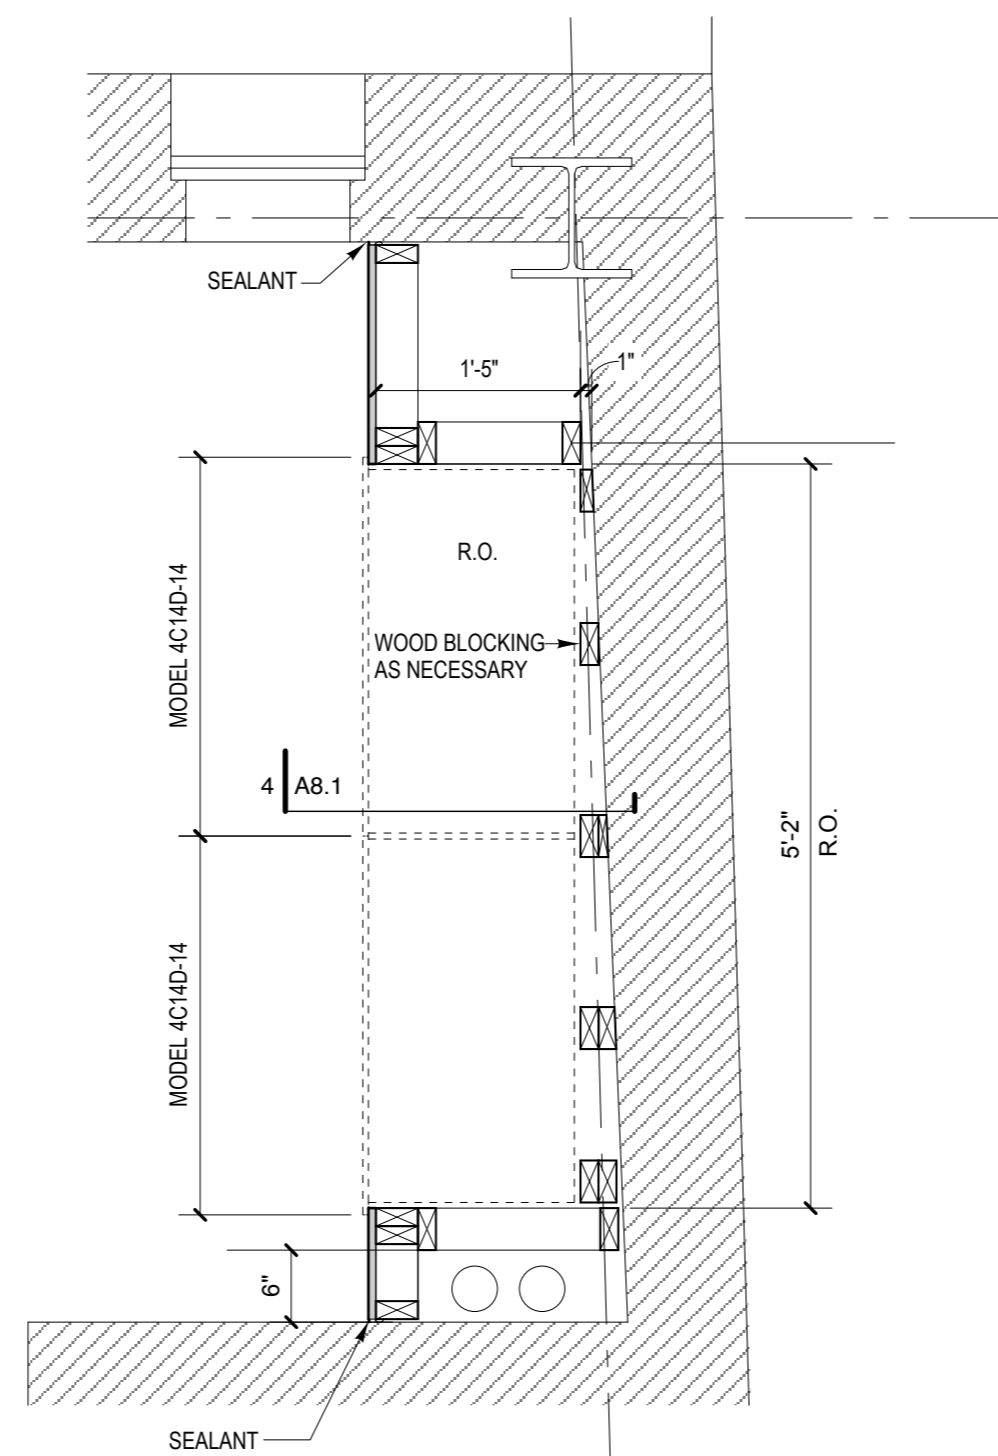 SEALANT
1'-5"
1"
R.O.
MODEL 4C14D-14
WOOD BLOCKING
AS NECESSARY
4 A8.1
5'-2"
R.O.
MODEL 4C14D-14
6"
SEALANT